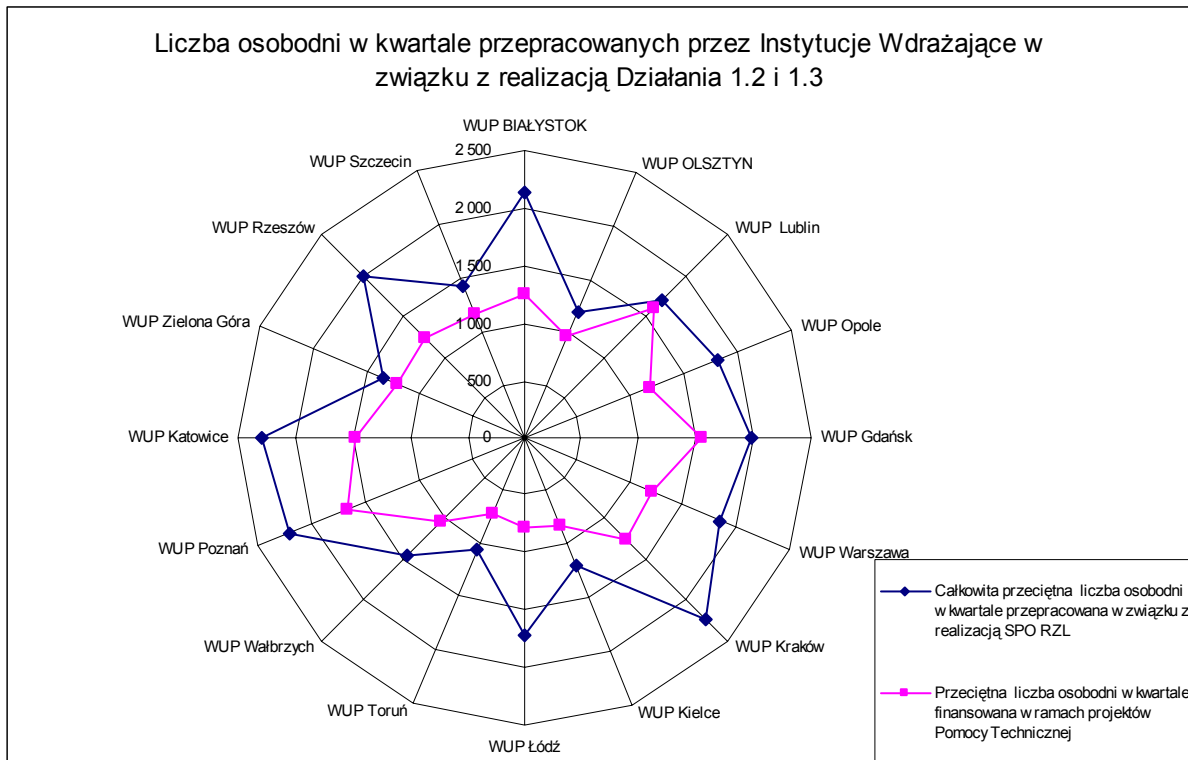 Liczba osobodni w kwartale przepracowanych przez Instytucje Wdrażające w
związku z realizacją Działania 1.2 i 1.3
WUP BIAŁYSTOK
WUP OLSZTYN
WUP Lublin
WUP Opole
WUP Gdańsk
WUP Warszawa
WUP Kraków
WUP Kielce
WUP Łódź
WUP Toruń
WUP Wałbrzych
WUP Poznań
WUP Katowice
WUP Zielona Góra
WUP Rzeszów
WUP Szczecin
2 500
2 000
1 500
1 000
500
0
Całkowita przeciętna liczba osobodni
w kwartale przepracowana w związku z
realizacją SPO RZL
Przeciętna liczba osobodni w kwartale
finansowana w ramach projektów
Pomocy Technicznej